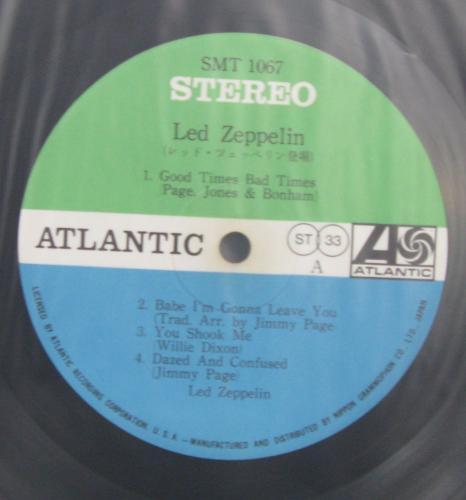 SMT 1067
STEREO
Led Zeppelin
(レッド・ツェッペリン登場)
1. Good Times Bad Times
Page, Jones & Bonham)
ATLANTIC
ST 33
A
ATLANTIC
2. Babe I'm Gonna Leave You
(Trad. Arr. by Jimmy Page)
3. You Shook Me
(Willie Dixon)
4. Dazed And Confused
(Jimmy Page)
Led Zeppelin
LICENSED BY ATLANTIC RECORDING CORPORATION, U.S.A.—MANUFACTURED AND DISTRIBUTED BY NIPPON GRAMMOPHON CO., LTD., JAPAN